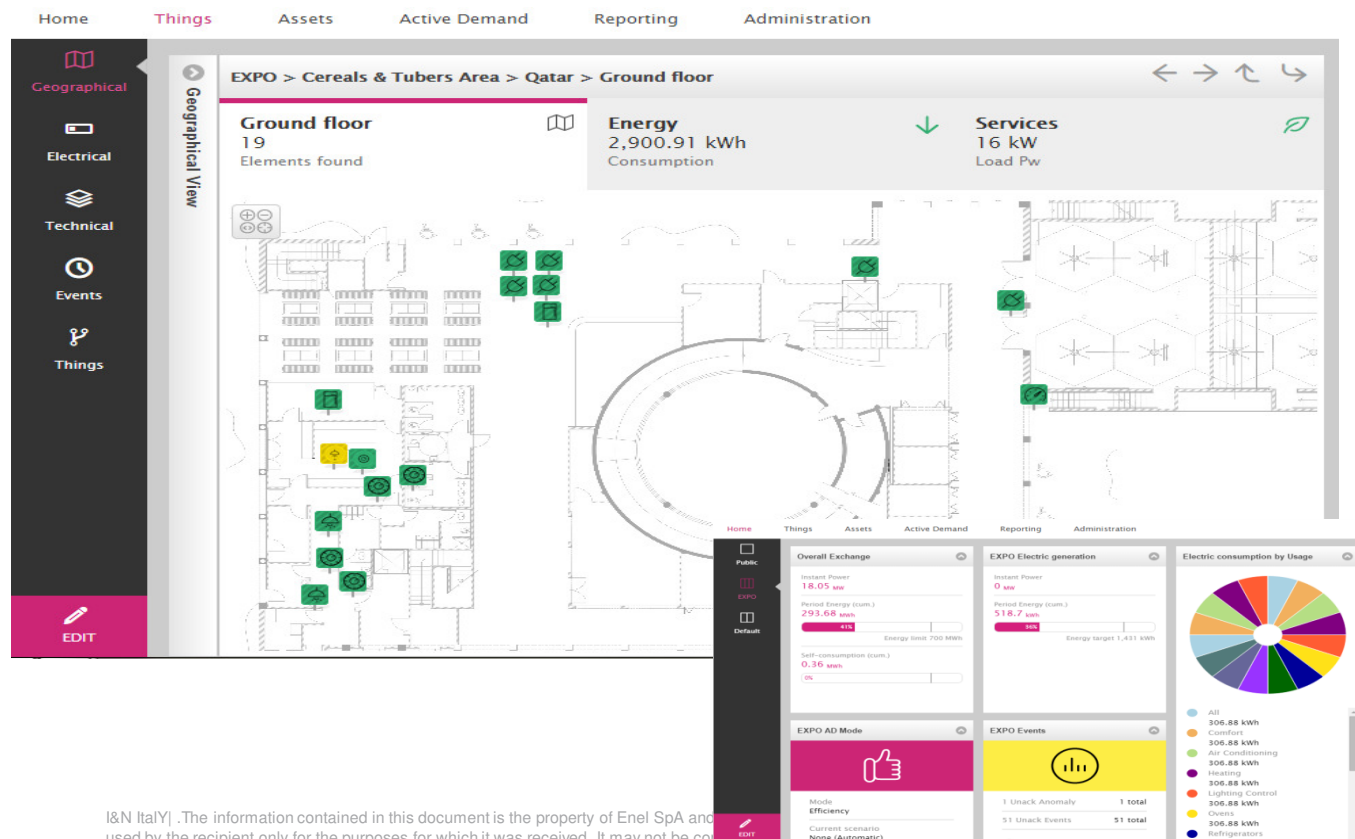 Home Things Assets Active Demand Reporting Administration
Geographical
Electrical
Technical
Events
Things
EDIT
Geographical View
EXPO > Cereals & Tubers Area > Qatar > Ground floor
Ground floor
19
Elements found
Energy
2,900.91 kWh
Consumption
Services
16 kW
Load Pw
Home Things Assets Active Demand Reporting Administration
Public
EXPO
Default
EDIT
Overall Exchange
Instant Power
18.05 MW
Period Energy (cum.)
293.68 MWh
41%
Energy limit 700 MWh
Self-consumption (cum.)
0.36 MWh
0%
EXPO Electric generation
Instant Power
0 MW
Period Energy (cum.)
518.7 kWh
36%
Energy target 1,431 kWh
Electric consumption by Usage
All
306.88 kWh
Comfort
306.88 kWh
Air Conditioning
306.88 kWh
Heating
306.88 kWh
Lighting Control
306.88 kWh
Ovens
306.88 kWh
Refrigerators
EXPO AD Mode
Mode
Efficiency
Current scenario
None (Automatic)
EXPO Events
1 Unack Anomaly 1 total
51 Unack Events 51 total
I&N ItalY| .The information contained in this document is the property of Enel SpA and
used by the recipient only for the purposes for which it was received. It may not be